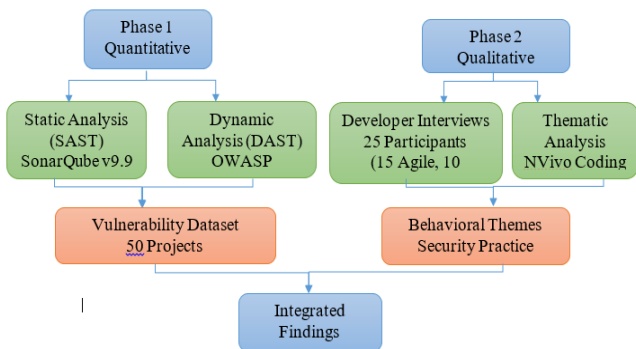 Phase 1
Quantitative
Phase 2
Qualitative
Static Analysis
(SAST)
SonarQube v9.9
Dynamic
Analysis (DAST)
OWASP
Developer Interviews
25 Participants
(15 Agile, 10
Thematic
Analysis
NVivo Coding
Vulnerability Dataset
50 Projects
Behavioral Themes
Security Practice
Integrated
Findings